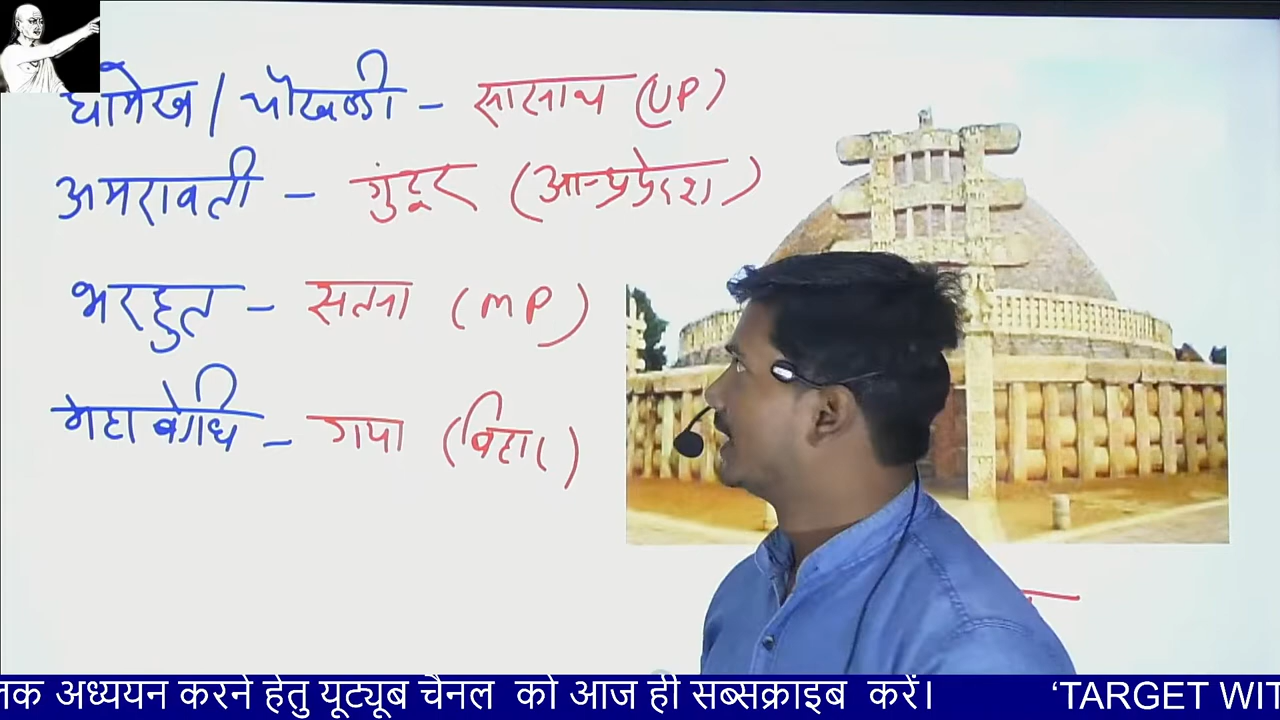 धामेख / चौखण्डी - सारनाथ (UP)
अमरावती - गुंटूर (आन्ध्रप्रदेश)
भरहुत - सतना (MP)
महाबोधि - गया (बिहार)
अध्ययन करने हेतु यूट्यूब चैनल को आज ही सब्सक्राइब करें। ‘TARGET